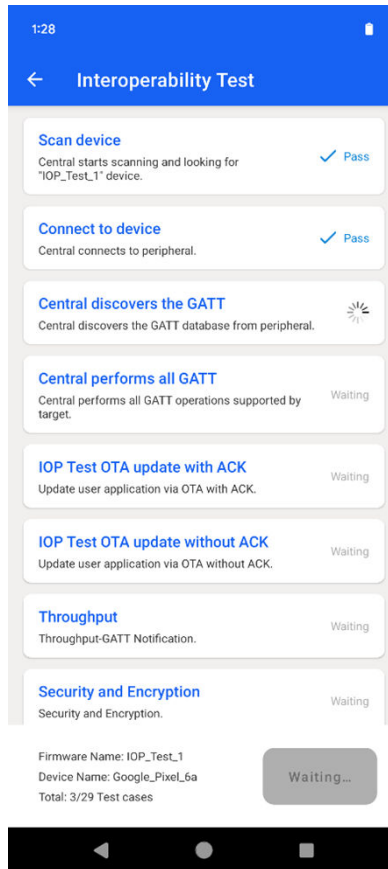 1:28
Interoperability Test
Scan device
Central starts scanning and looking for
"IOP_Test_1" device.
Pass
Connect to device
Central connects to peripheral.
Pass
Central discovers the GATT
Central discovers the GATT database from peripheral.
Central performs all GATT
Central performs all GATT operations supported by
target.
Waiting
IOP Test OTA update with ACK
Update user application via OTA with ACK.
Waiting
IOP Test OTA update without ACK
Update user application via OTA without ACK.
Waiting
Throughput
Throughput-GATT Notification.
Waiting
Security and Encryption
Security and Encryption.
Waiting
Firmware Name: IOP_Test_1
Device Name: Google_Pixel_6a
Total: 3/29 Test cases
Waiting...